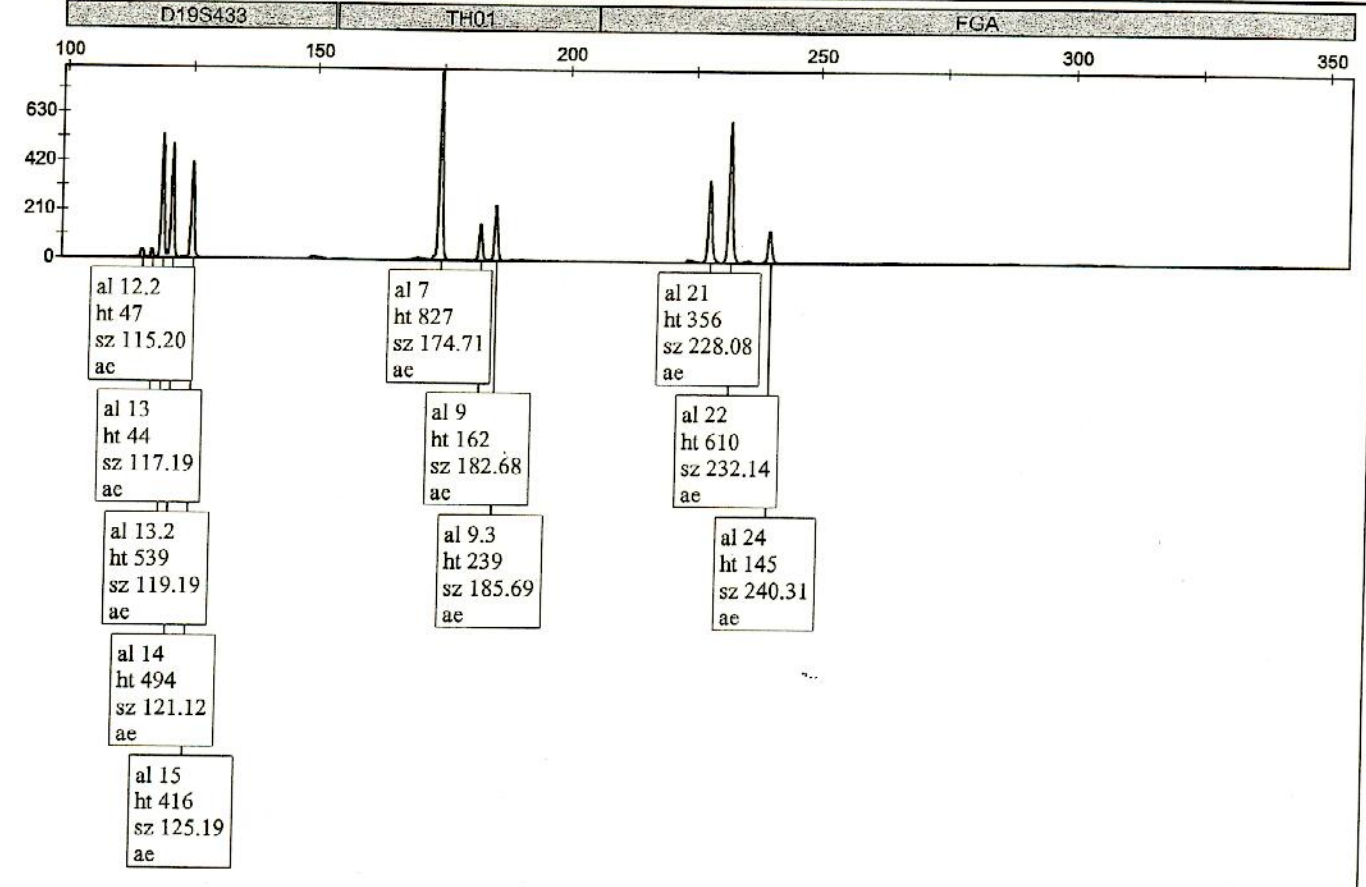 D19S433 TH01 FGA
100 150 200 250 300 350
630
420
210
0
al 12.2
ht 47
sz 115.20
ae
al 13
ht 44
sz 117.19
ae
al 13.2
ht 539
sz 119.19
ae
al 14
ht 494
sz 121.12
ae
al 15
ht 416
sz 125.19
ae
al 7
ht 827
sz 174.71
ae
al 9
ht 162
sz 182.68
ae
al 9.3
ht 239
sz 185.69
ae
al 21
ht 356
sz 228.08
ae
al 22
ht 610
sz 232.14
ae
al 24
ht 145
sz 240.31
ae